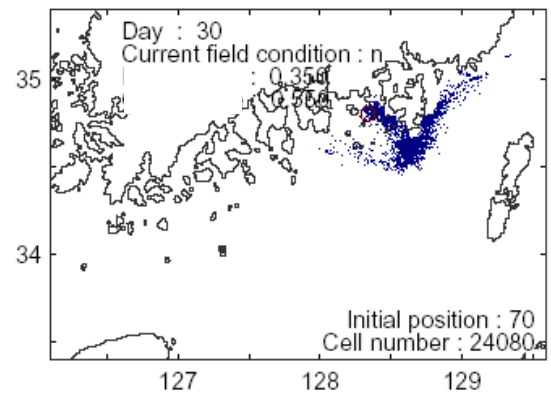 Day : 30
Current field condition : n
: 0.350
35
34
Initial position : 70
Cell number : 24080
127
128
129